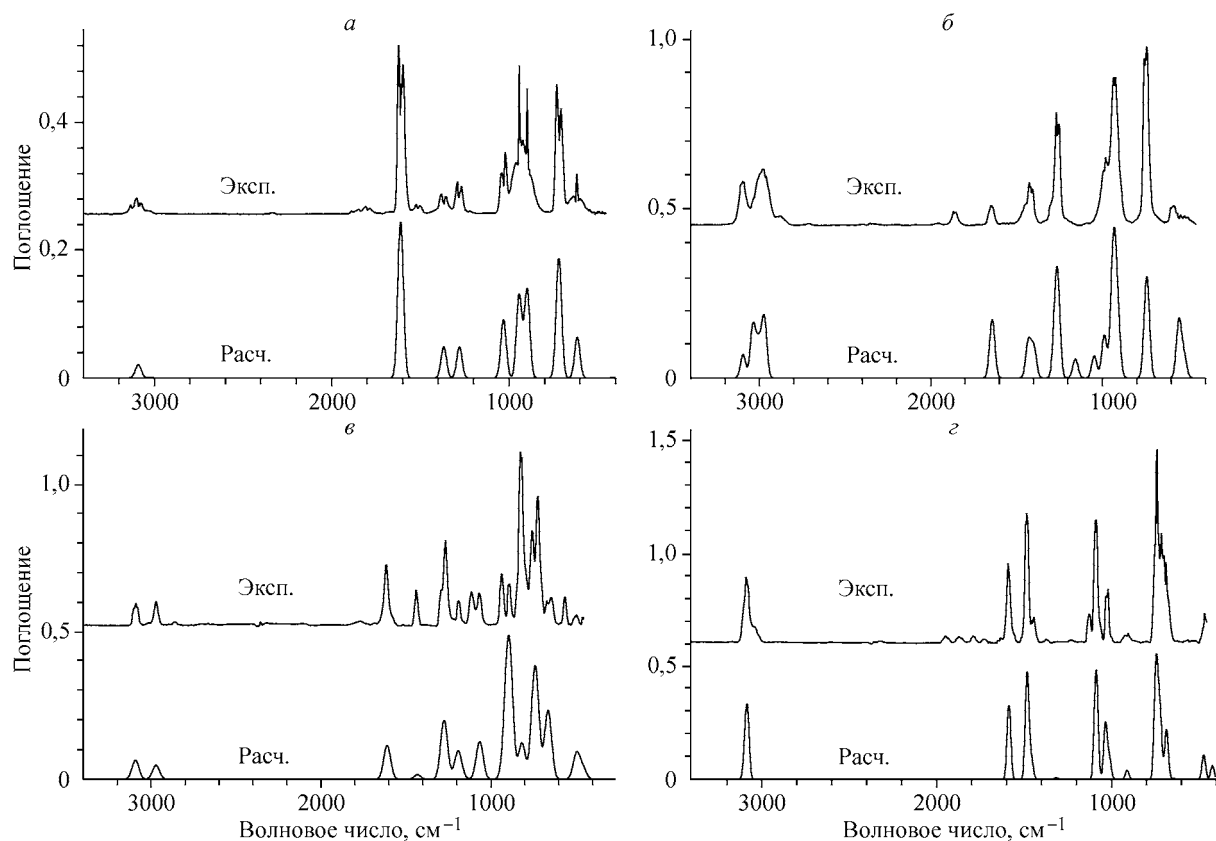 а
б
Поглощение
0,4
0,2
0
Эксп.
Расч.
3000
2000
1000
1,0
0,5
0
Эксп.
Расч.
3000
2000
1000
в
г
Поглощение
1,0
0,5
0
Эксп.
Расч.
3000
2000
1000
Волновое число, см⁻¹
1,5
1,0
0,5
0
Эксп.
Расч.
3000
2000
1000
Волновое число, см⁻¹